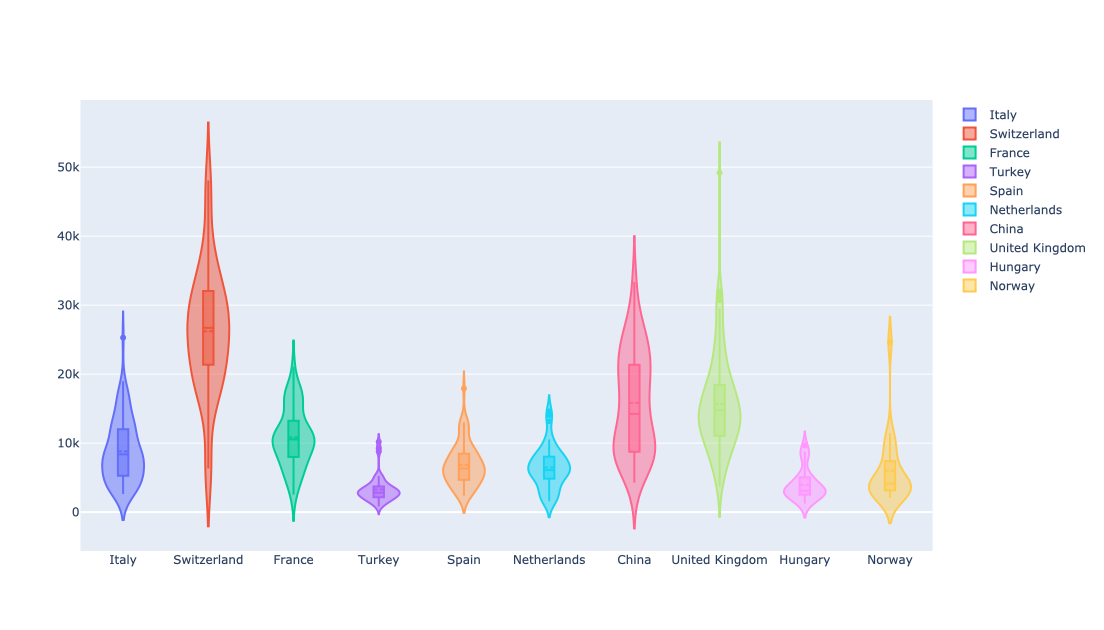 50k
40k
30k
20k
10k
0
Italy
Switzerland
France
Turkey
Spain
Netherlands
China
United Kingdom
Hungary
Norway
Italy
Switzerland
France
Turkey
Spain
Netherlands
China
United Kingdom
Hungary
Norway